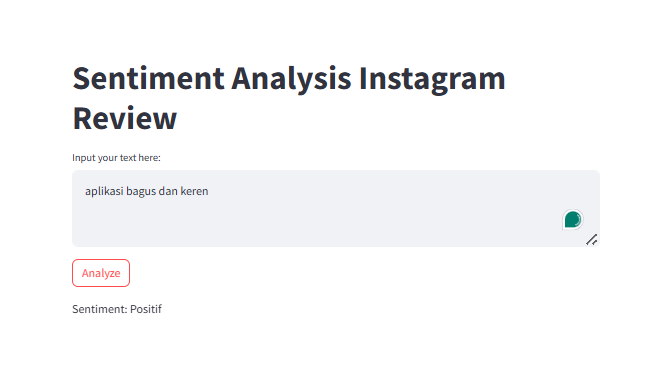 Sentiment Analysis Instagram
Review
Input your text here:
aplikasi bagus dan keren
Analyze
Sentiment: Positif